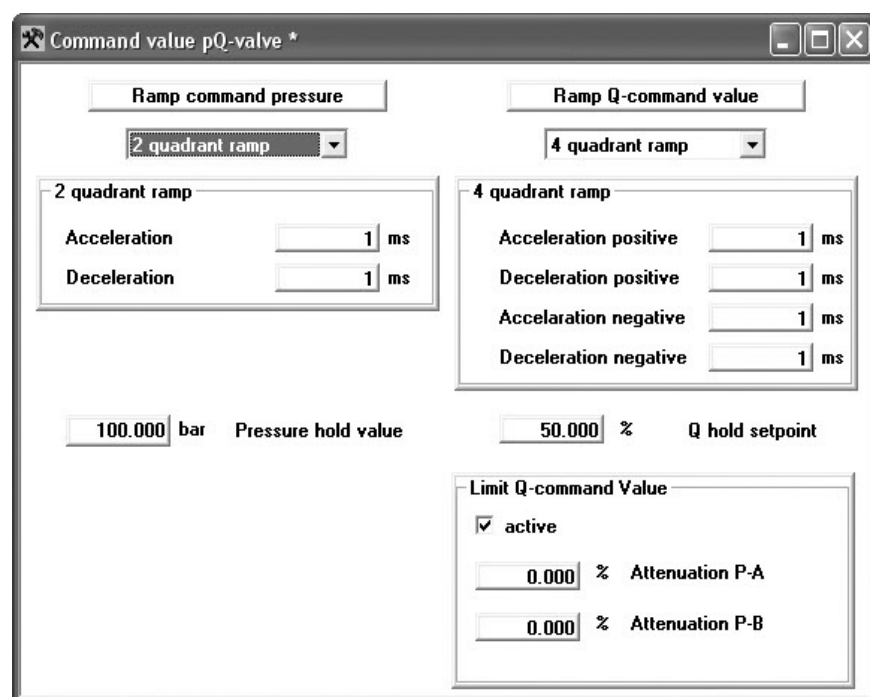 Command value pQ-valve *
Ramp command pressure
2 quadrant ramp
2 quadrant ramp
Acceleration 1 ms
Deceleration 1 ms
100.000 bar Pressure hold value
Ramp Q-command value
4 quadrant ramp
4 quadrant ramp
Acceleration positive 1 ms
Deceleration positive 1 ms
Accelaration negative 1 ms
Deceleration negative 1 ms
50.000 % Q hold setpoint
Limit Q-command Value
active
0.000 % Attenuation P-A
0.000 % Attenuation P-B